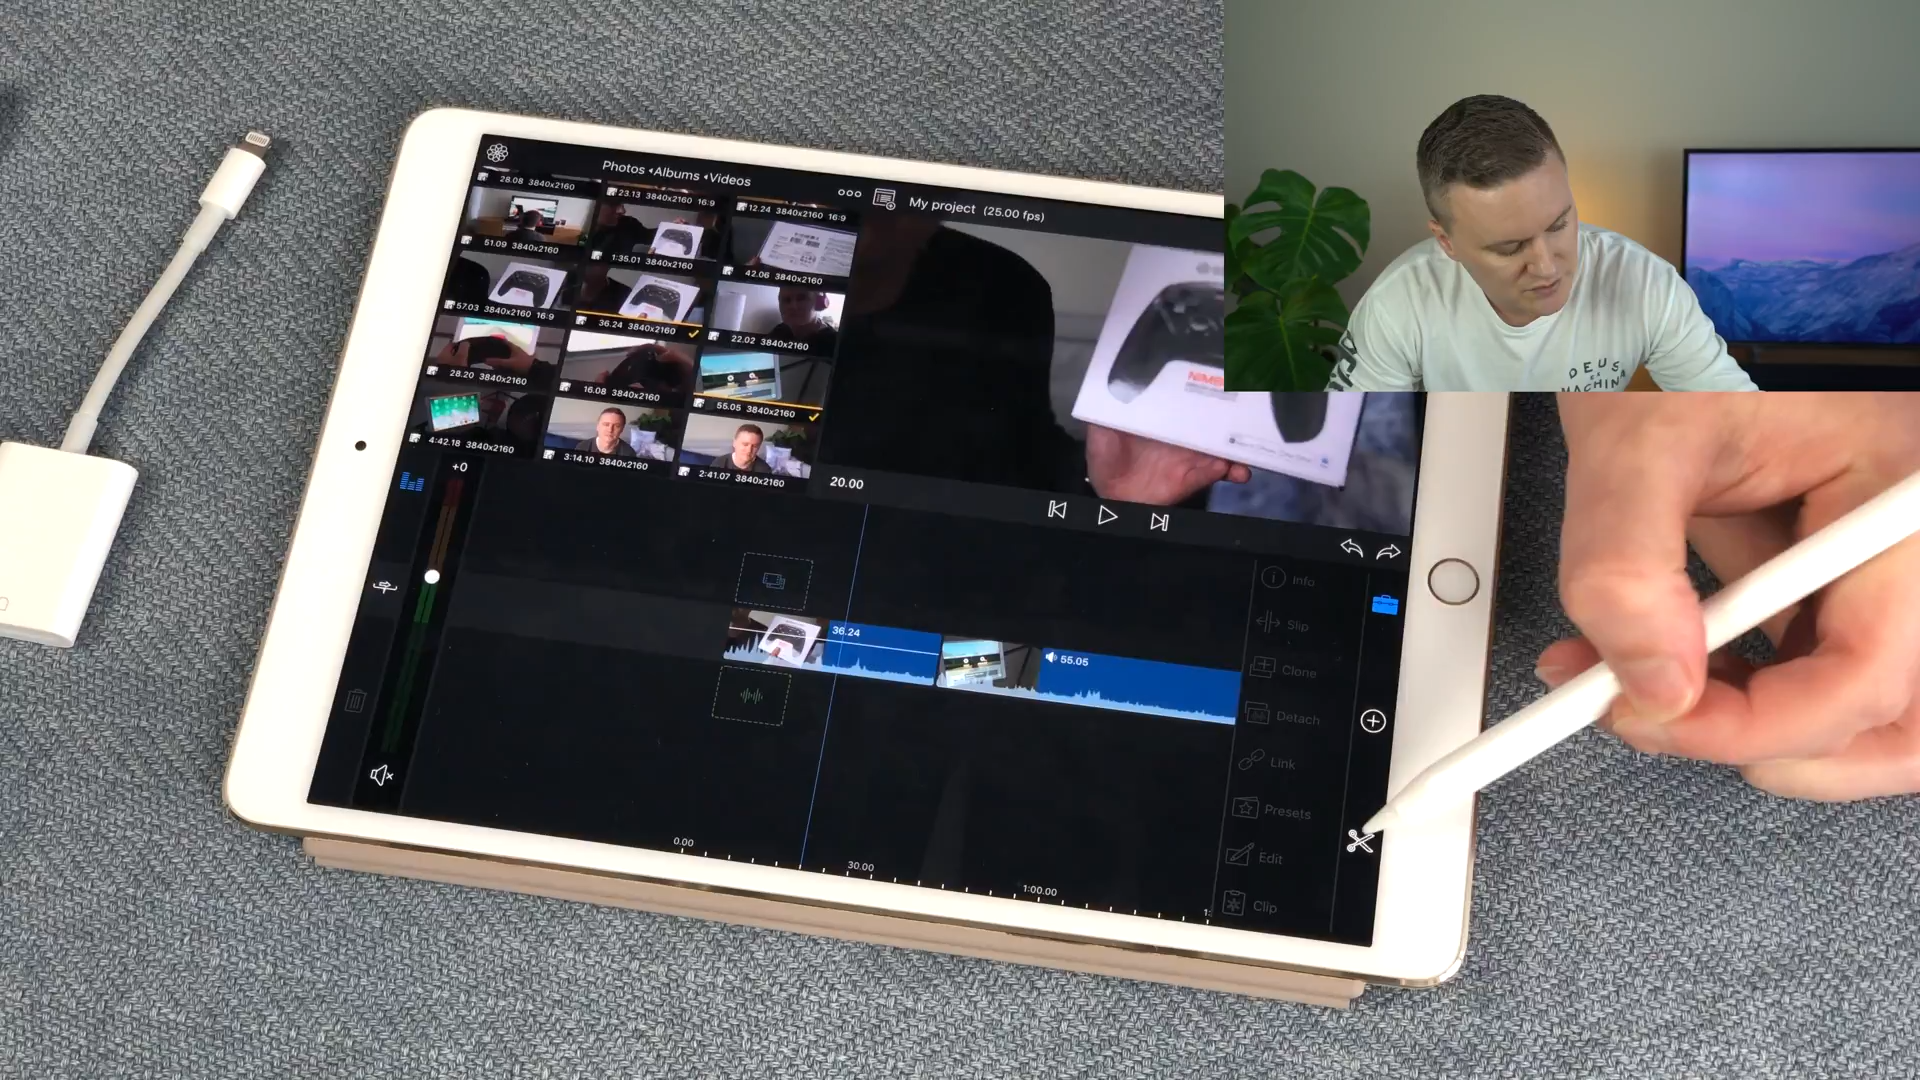 Photos ◂Albums ◂Videos
28.08 3840x2160
23.13 3840x2160 16:9
12.24 3840x2160 16:9
My project (25.00 fps)
51.09 3840x2160
1:35.01 3840x2160
42.06 3840x2160
57.03 3840x2160 16:9
36.24 3840x2160
22.02 3840x2160
28.20 3840x2160
16.08 3840x2160
55.05 3840x2160
4:42.18 3840x2160
3:14.10 3840x2160
2:41.07 3840x2160
+0
20.00
36.24
55.05
Info
Slip
Clone
Detach
Link
Presets
Edit
Clip
0.00
30.00
1:00.00
DEUS
MACHINA